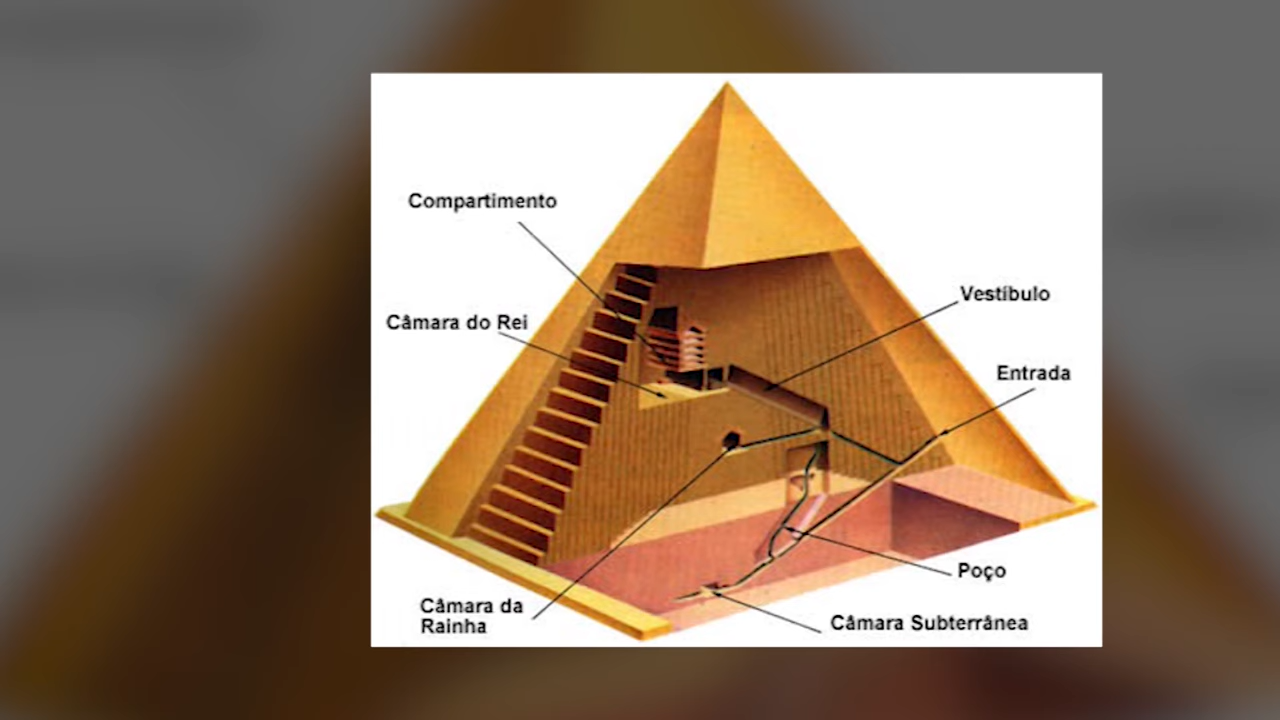 Compartimento
Vestíbulo
Câmara do Rei
Entrada
Poço
Câmara da
Rainha
Câmara Subterrânea